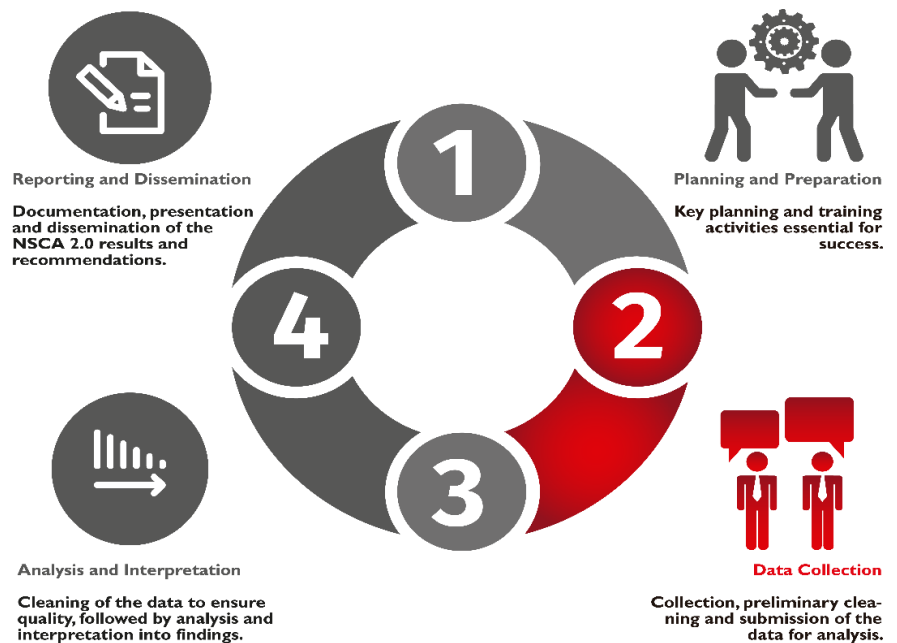 1
Reporting and Dissemination
Documentation, presentation
and dissemination of the
NSCA 2.0 results and
recommendations.
Planning and Preparation
Key planning and training
activities essential for
success.
4
2
3
Analysis and Interpretation
Cleaning of the data to ensure
quality, followed by analysis and
interpretation into findings.
Data Collection
Collection, preliminary clea-
ning and submission of the
data for analysis.